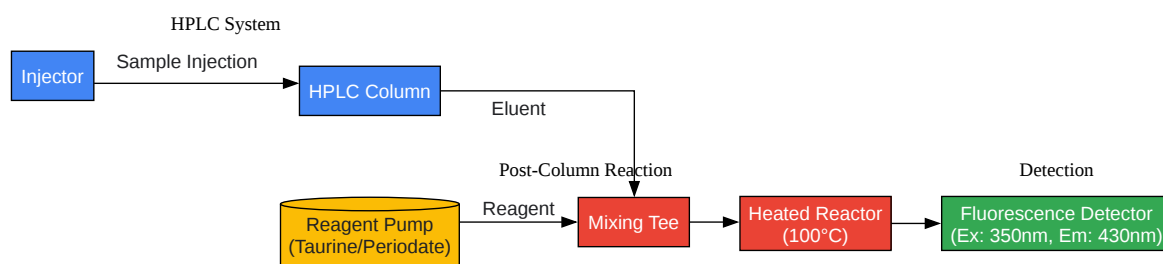 HPLC System
Injector
Sample Injection
HPLC Column
Eluent
Post-Column Reaction
Detection
Reagent Pump
(Taurine/Periodate)
Reagent
Mixing Tee
Heated Reactor
(100°C)
Fluorescence Detector
(Ex: 350nm, Em: 430nm)